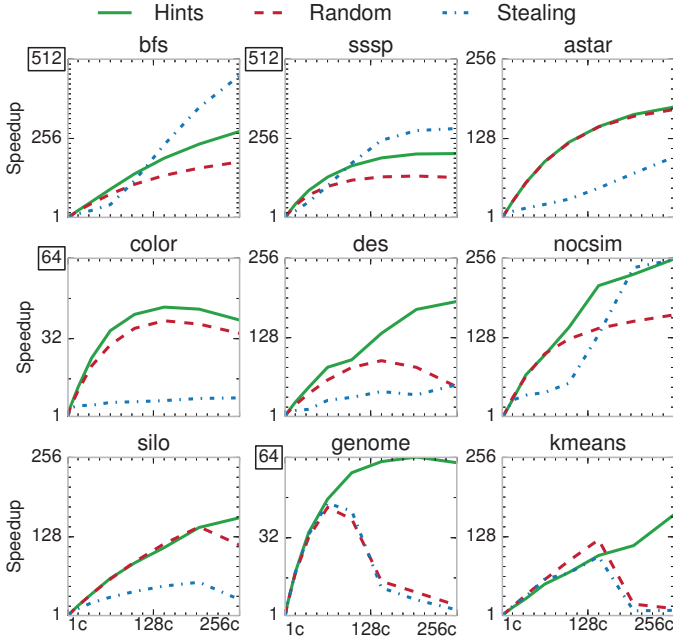 Hints Random Stealing
bfs sssp astar
512 512 256
Speedup 256 256 128
1 1 1
color des nocsim
64 256 256
Speedup 32 128 128
1 1 1
silo genome kmeans
256 64 256
Speedup 128 32 128
1 1 1
1c 128c 256c 1c 128c 256c 1c 128c 256c